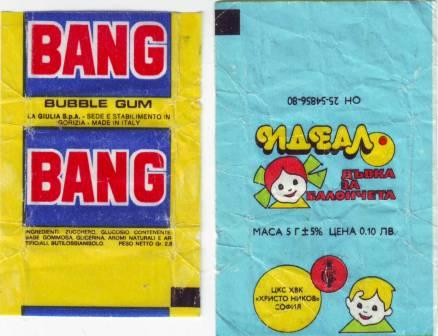 BANG
BUBBLE GUM
LA GIULIA S.p.A. - SEDE E STABILIMENTO IN
GORIZIA - MADE IN ITALY
BANG
INGREDIENTI: ZUCCHERO, GLUCOSIO, CONTENENTE
BASE GOMMOSA, GLICERINA, AROMI NATURALI E AR-
TIFICIALI, BUTILOSSIANISOLO. PESO NETTO Gr. 2,8
ОН 25-54856-80
ИДЕАЛ
ДЪВКА
ЗА
БАЛОНЧЕТА
МАСА 5 Г ± 5% ЦЕНА 0.10 ЛВ.
ЦКС ХВК
«ХРИСТО НИКОВ»
СОФИЯ